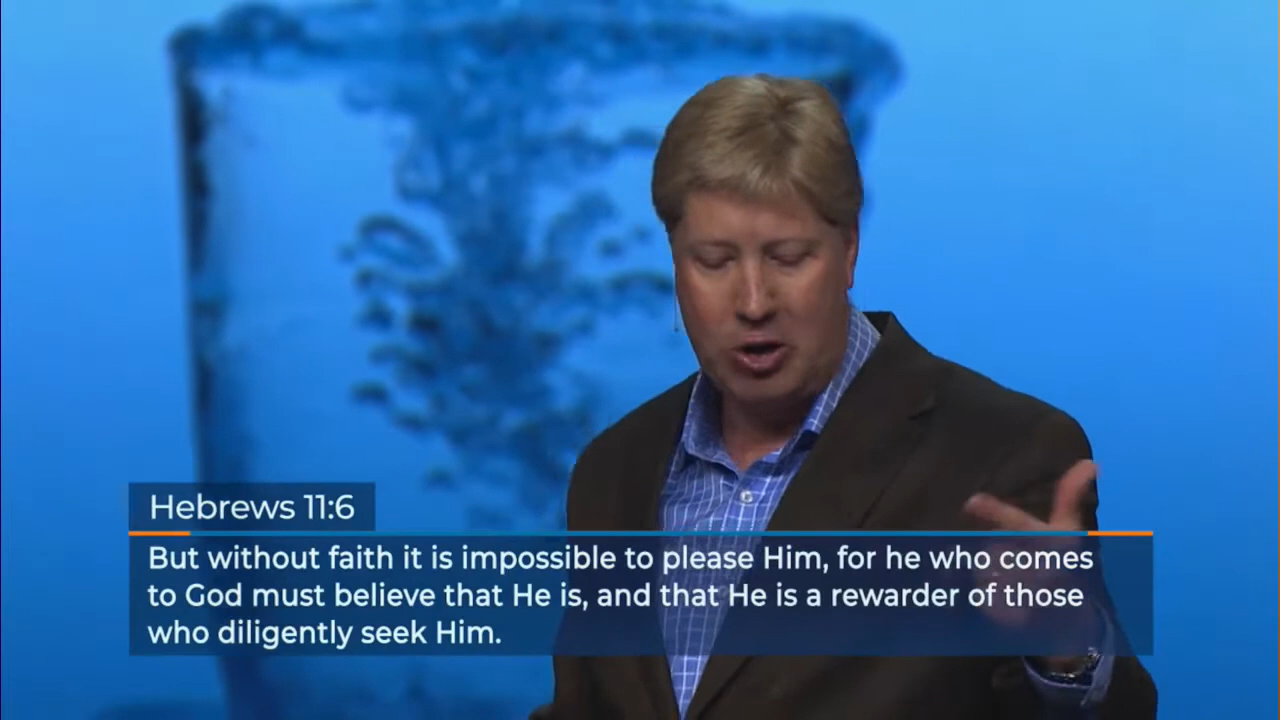 Hebrews 11:6
But without faith it is impossible to please Him, for he who comes
to God must believe that He is, and that He is a rewarder of those
who diligently seek Him.